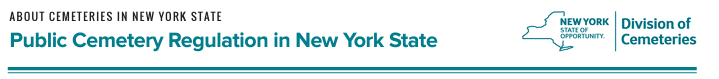 ABOUT CEMETERIES IN NEW YORK STATE
Public Cemetery Regulation in New York State
NEW YORK
STATE OF
OPPORTUNITY.
Division of
Cemeteries